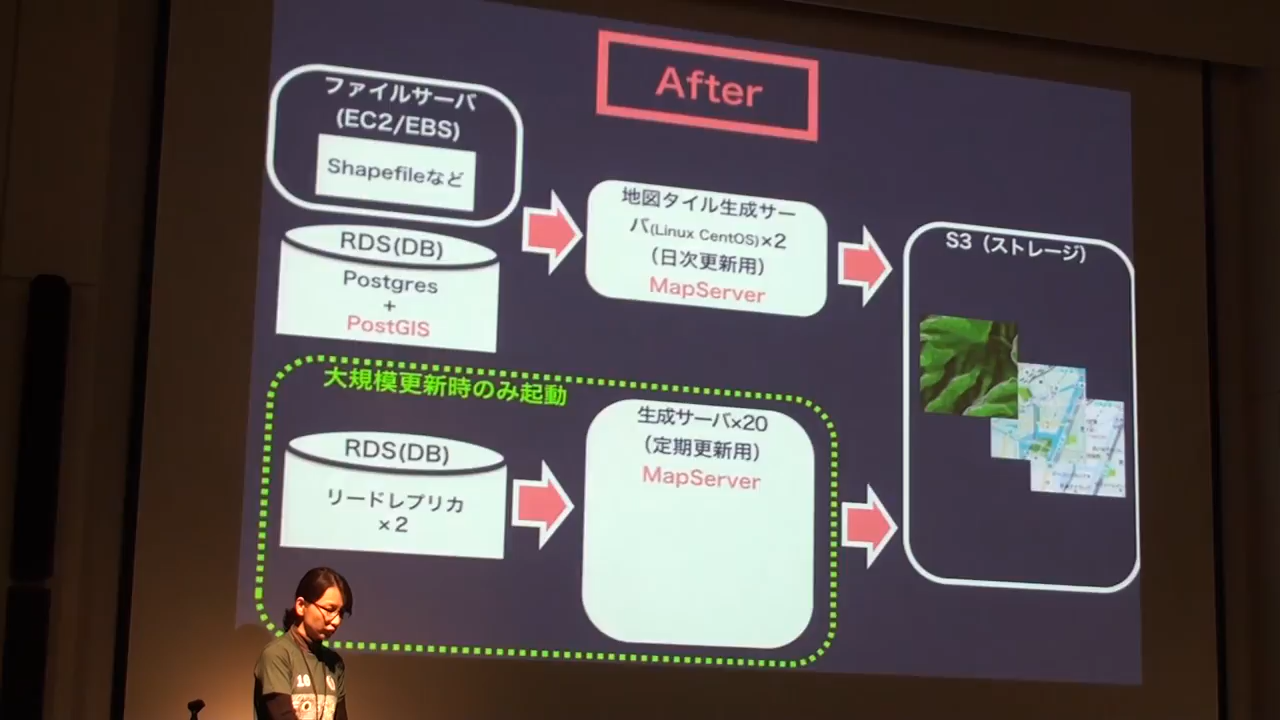 After
ファイルサーバ
(EC2/EBS)
Shapefileなど
RDS(DB)
Postgres
+
PostGIS
地図タイル生成サー
バ(Linux CentOS)×2
(日次更新用)
MapServer
S3（ストレージ）
大規模更新時のみ起動
RDS(DB)
リードレプリカ
×2
生成サーバ×20
(定期更新用)
MapServer